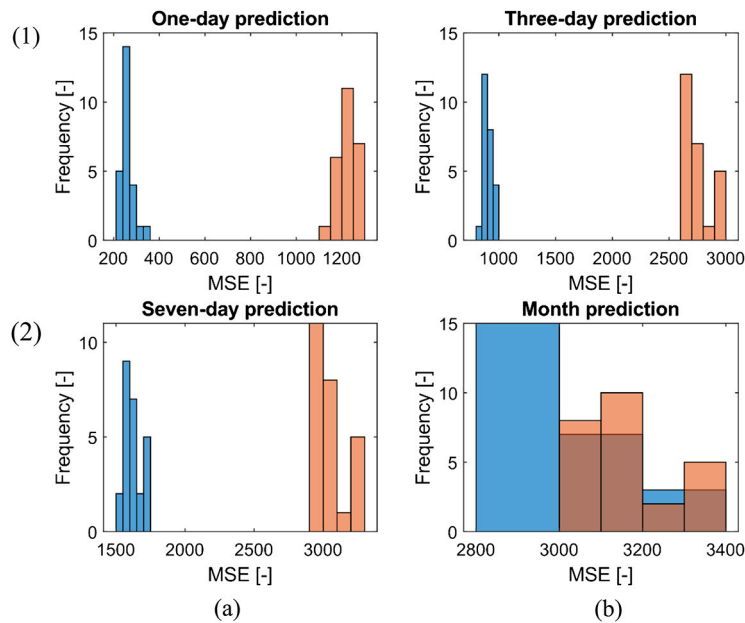 (1)
One-day prediction
15
10
5
0
Frequency [-]
200 400 600 800 1000 1200
MSE [-]
Three-day prediction
15
10
5
0
Frequency [-]
1000 1500 2000 2500 3000
MSE [-]
(2)
Seven-day prediction
10
5
0
Frequency [-]
1500 2000 2500 3000
MSE [-]
(a)
Month prediction
15
10
5
0
Frequency [-]
2800 3000 3200 3400
MSE [-]
(b)